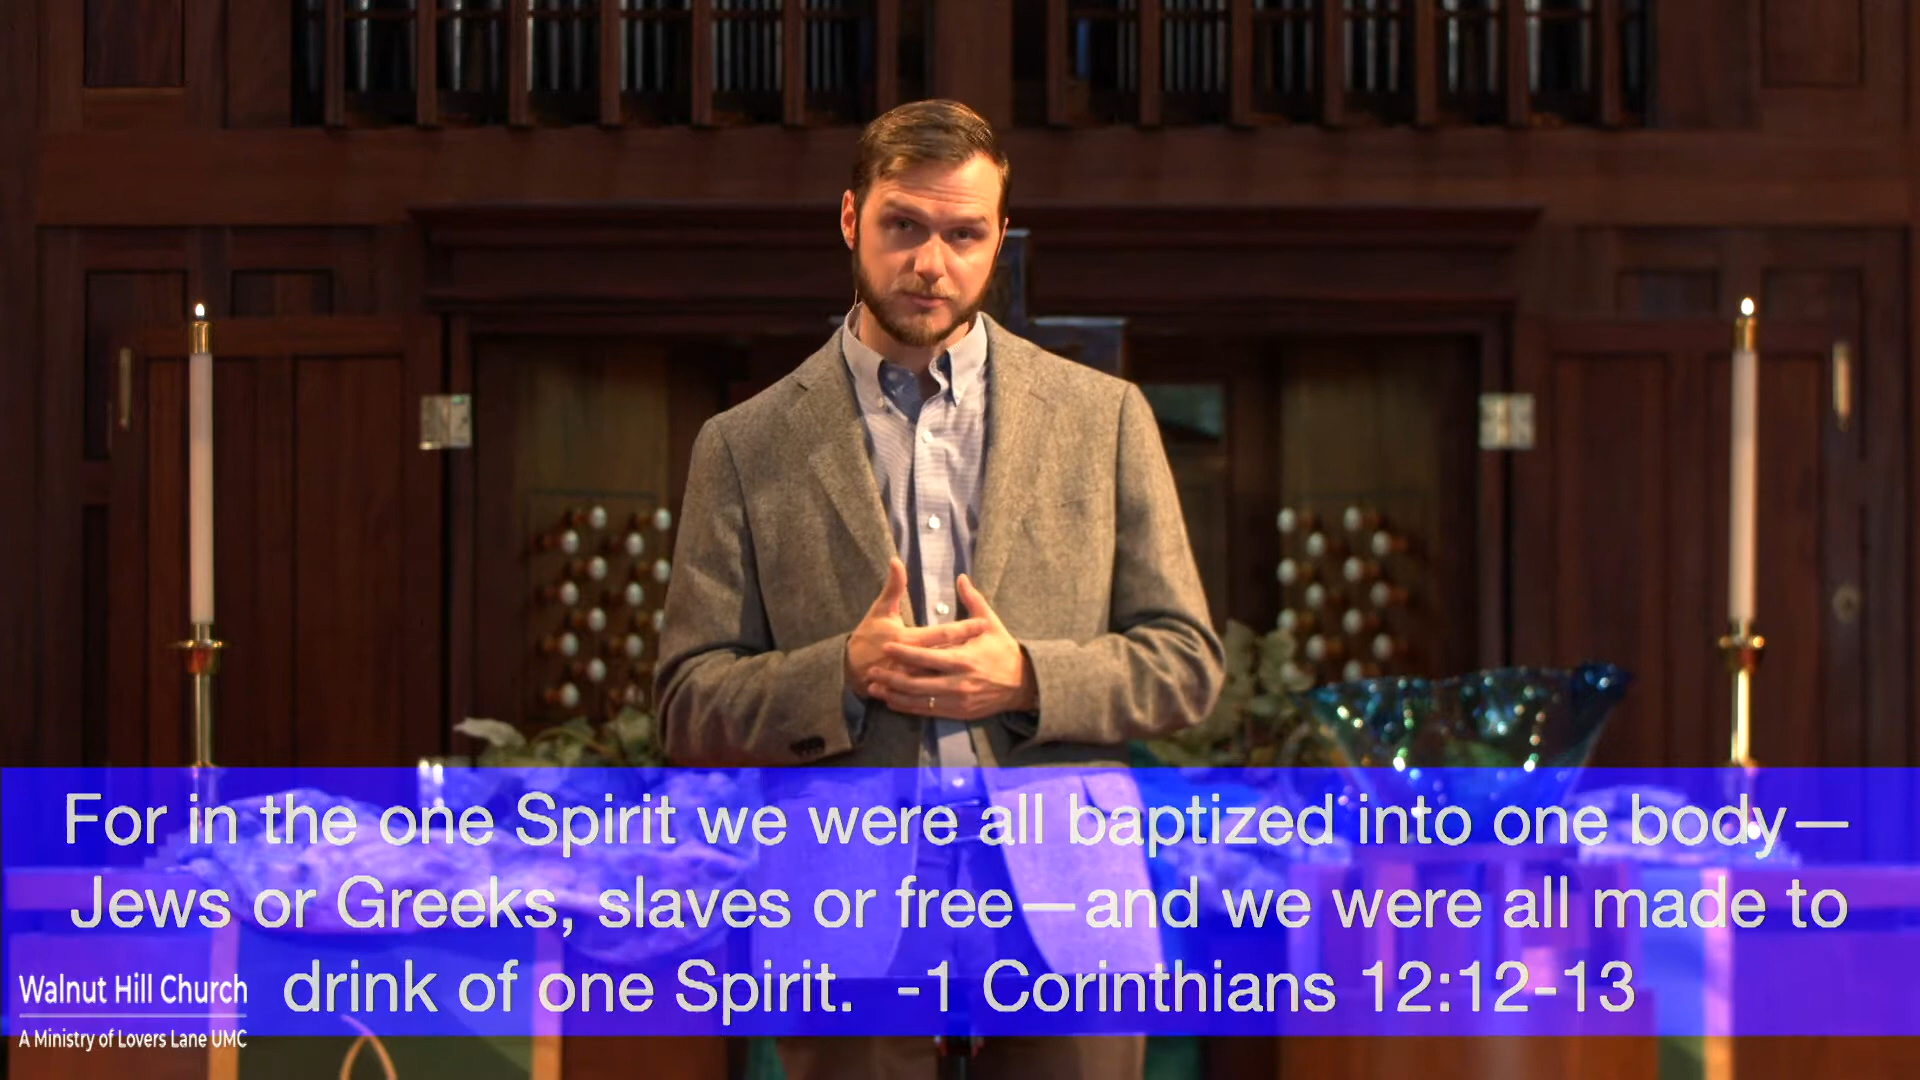 For in the one Spirit we were all baptized into one body—
Jews or Greeks, slaves or free—and we were all made to
drink of one Spirit.  -1 Corinthians 12:12-13
Walnut Hill Church
A Ministry of Lovers Lane UMC